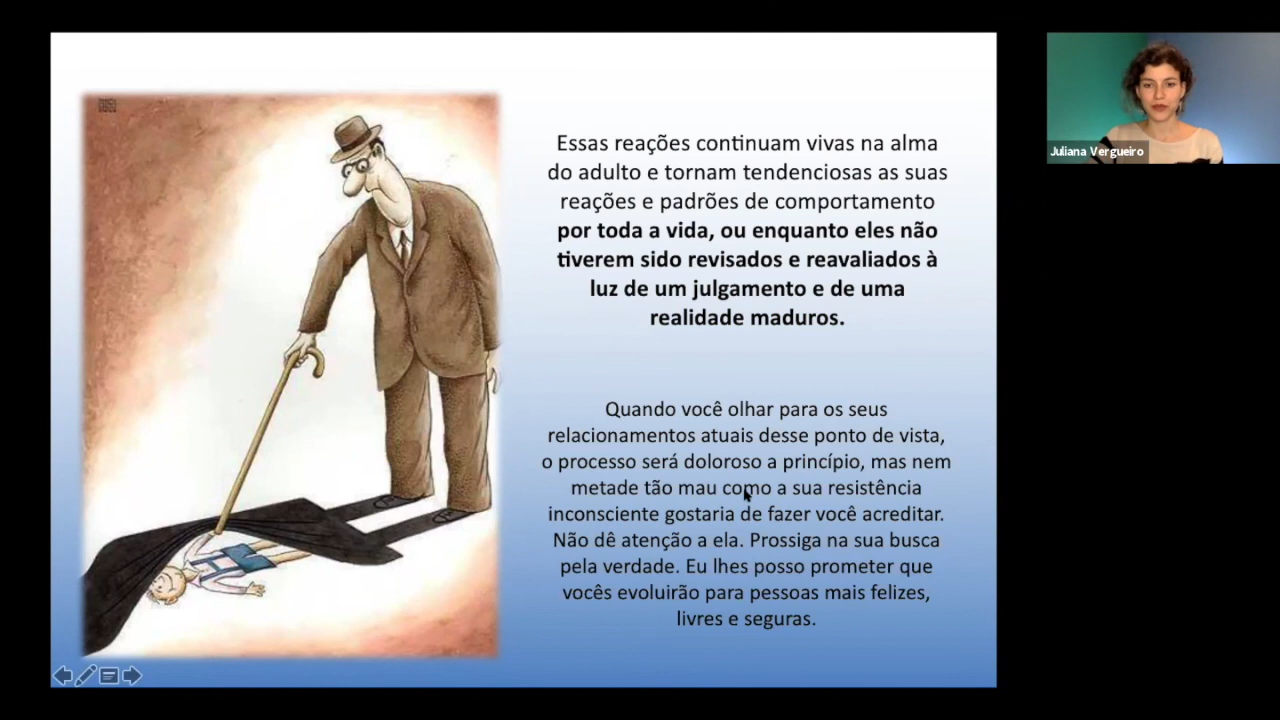 Essas reações continuam vivas na alma
do adulto e tornam tendenciosas as suas
reações e padrões de comportamento
por toda a vida, ou enquanto eles não
tiverem sido revisados e reavaliados à
luz de um julgamento e de uma
realidade maduros.
Quando você olhar para os seus
relacionamentos atuais desse ponto de vista,
o processo será doloroso a princípio, mas nem
metade tão mau como a sua resistência
inconsciente gostaria de fazer você acreditar.
Não dê atenção a ela. Prossiga na sua busca
pela verdade. Eu lhes posso prometer que
vocês evoluirão para pessoas mais felizes,
livres e seguras.
Juliana Vergueiro